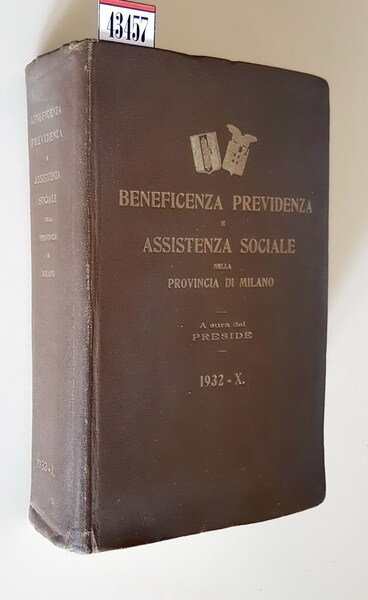 43457
BENEFICENZA PREVIDENZA
E
ASSISTENZA SOCIALE
NELLA
PROVINCIA DI MILANO
A cura del
PRESIDE
1932 - X.
BENEFICENZA
PREVIDENZA
E
ASSISTENZA
SOCIALE
NELLA
PROVINCIA
DI
MILANO
1932 - X.